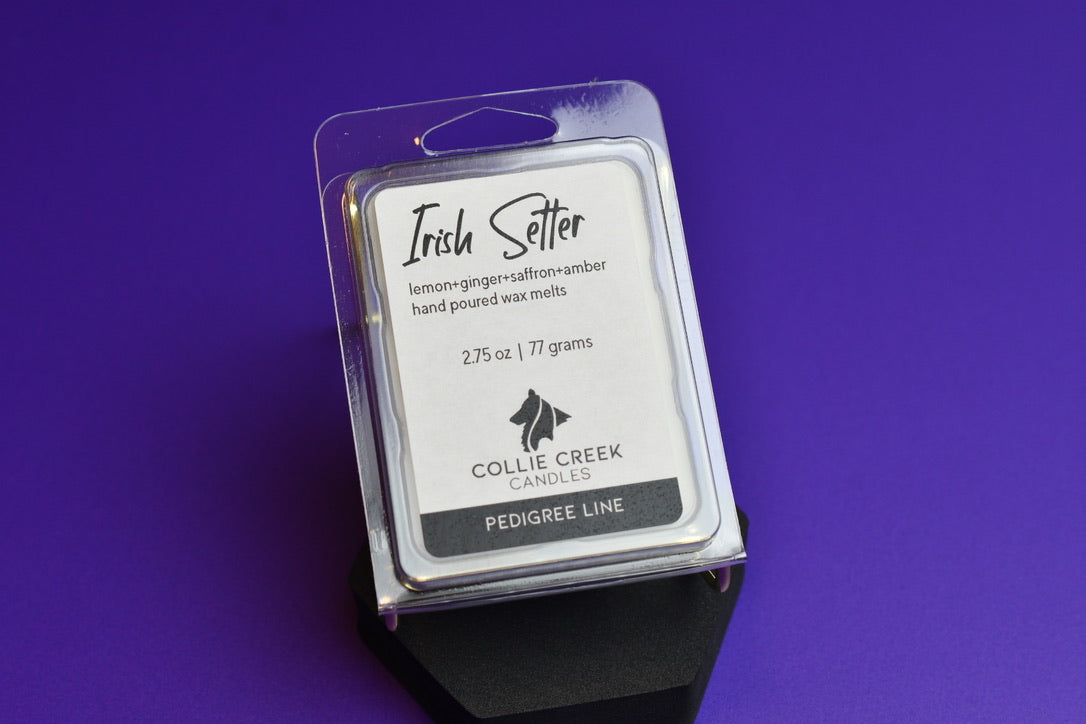 Irish Setter
lemon+ginger+saffron+amber
hand poured wax melts
2.75 oz | 77 grams
COLLIE CREEK
CANDLES
PEDIGREE LINE